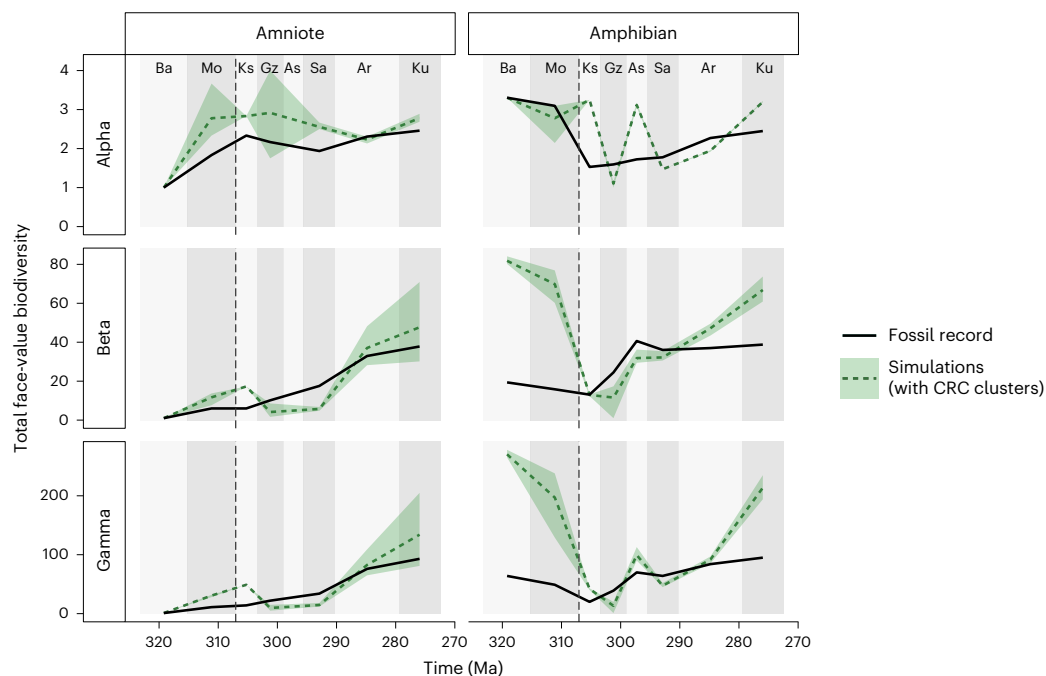 Amniote
Amphibian
Ba Mo Ks Gz As Sa Ar Ku
Ba Mo Ks Gz As Sa Ar Ku
Total face-value biodiversity
Alpha
4
3
2
1
0
Beta
80
60
40
20
0
Gamma
200
100
0
320 310 300 290 280 270
320 310 300 290 280 270
Time (Ma)
Fossil record
Simulations
(with CRC clusters)